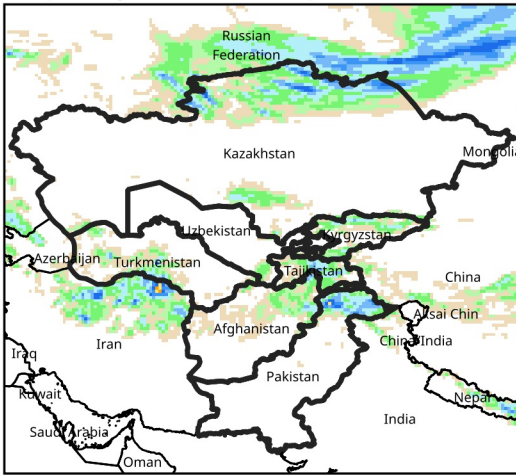 Russian
Federation
Kazakhstan
Mongolia
Uzbekistan
Kyrgyzstan
Azerbaijan
Turkmenistan
Tajikistan
China
Afghanistan
Aksai Chin
Iran
China/India
Iraq
Pakistan
Kuwait
Nepal
India
Saudi Arabia
Oman